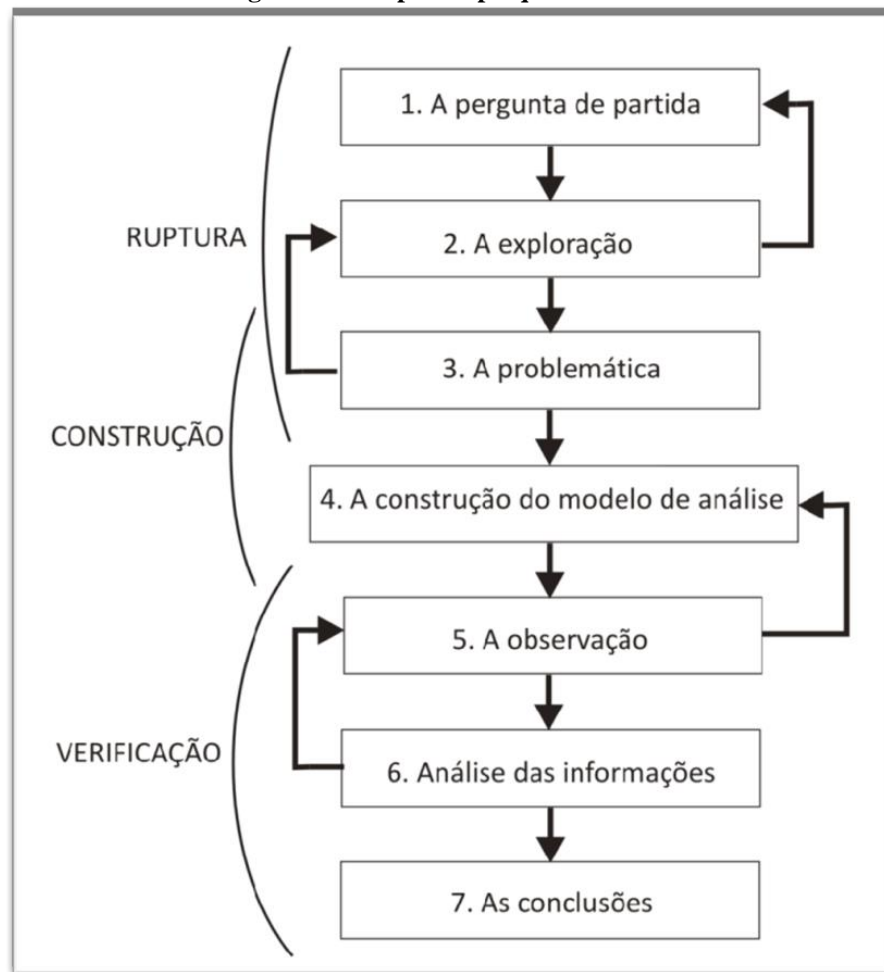 1. A pergunta de partida
2. A exploração
RUPTURA
3. A problemática
CONSTRUÇÃO
4. A construção do modelo de análise
5. A observação
VERIFICAÇÃO
6. Análise das informações
7. As conclusões